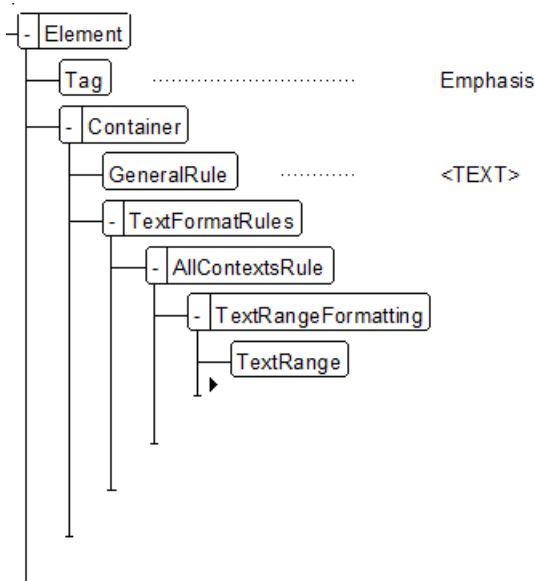 - Element
Tag Emphasis
- Container
GeneralRule <TEXT>
- TextFormatRules
- AllContextsRule
- TextRangeFormatting
TextRange